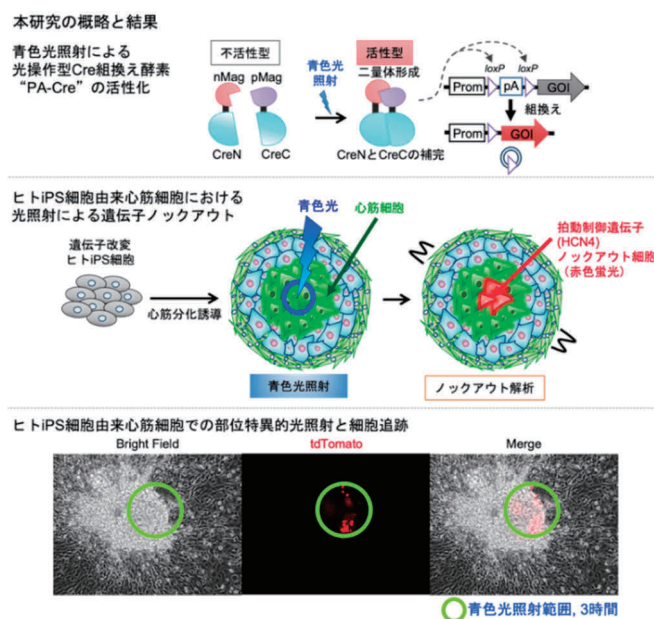 本研究の概略と結果
青色光照射による
光操作型Cre組換え酵素
“PA-Cre”の活性化
不活性型
nMag pMag
CreN CreC
青色光
照射
活性型
二量体形成
CreNとCreCの補完
loxP loxP
Prom pA GOI
組換え
Prom GOI
ヒトiPS細胞由来心筋細胞における
光照射による遺伝子ノックアウト
遺伝子改変
ヒトiPS細胞
心筋分化誘導
青色光
心筋細胞
青色光照射
拍動制御遺伝子
(HCN4)
ノックアウト細胞
(赤色蛍光)
ノックアウト解析
ヒトiPS細胞由来心筋細胞での部位特異的光照射と細胞追跡
Bright Field tdTomato Merge
青色光照射範囲, 3時間